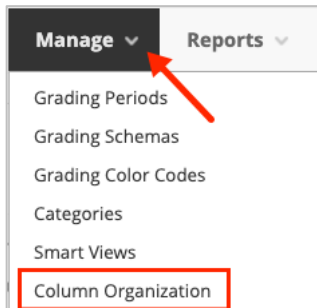 Manage Reports
Grading Periods
Grading Schemas
Grading Color Codes
Categories
Smart Views
Column Organization